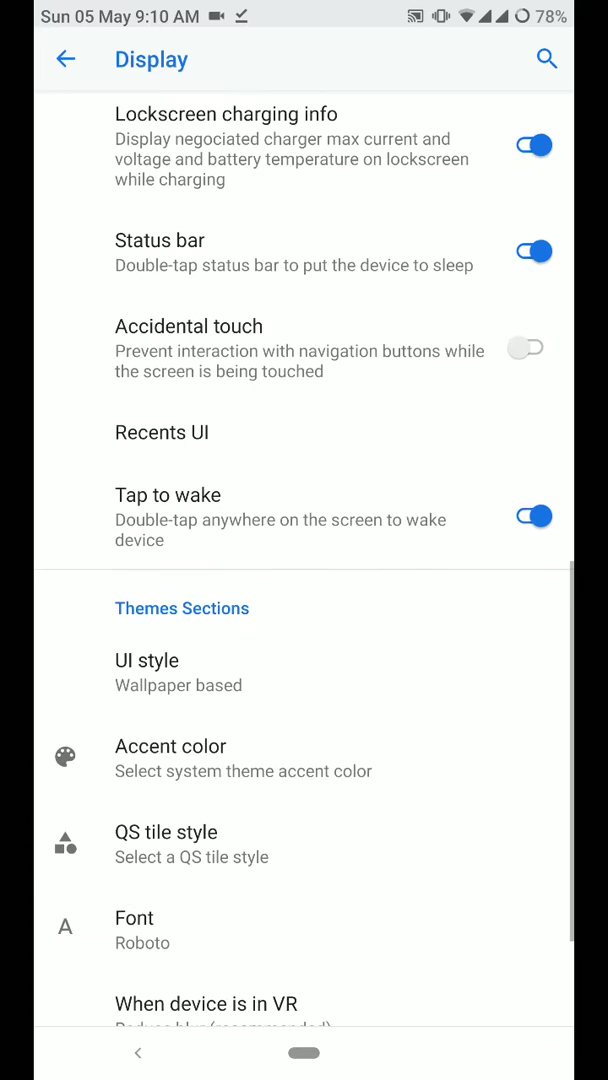 Sun 05 May 9:10 AM 78%
Display
Lockscreen charging info
Display negociated charger max current and
voltage and battery temperature on lockscreen
while charging
Status bar
Double-tap status bar to put the device to sleep
Accidental touch
Prevent interaction with navigation buttons while
the screen is being touched
Recents UI
Tap to wake
Double-tap anywhere on the screen to wake
device
Themes Sections
UI style
Wallpaper based
Accent color
Select system theme accent color
QS tile style
Select a QS tile style
A Font
Roboto
When device is in VR
Reduce blur (recommended)